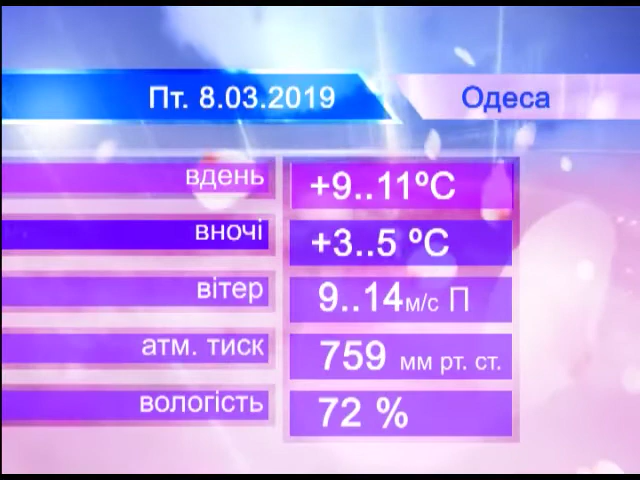 Пт. 8.03.2019 Одеса
вдень +9..11ºC
вночі +3..5 ºC
вітер 9..14м/с П
атм. тиск 759 мм рт. ст.
вологість 72 %